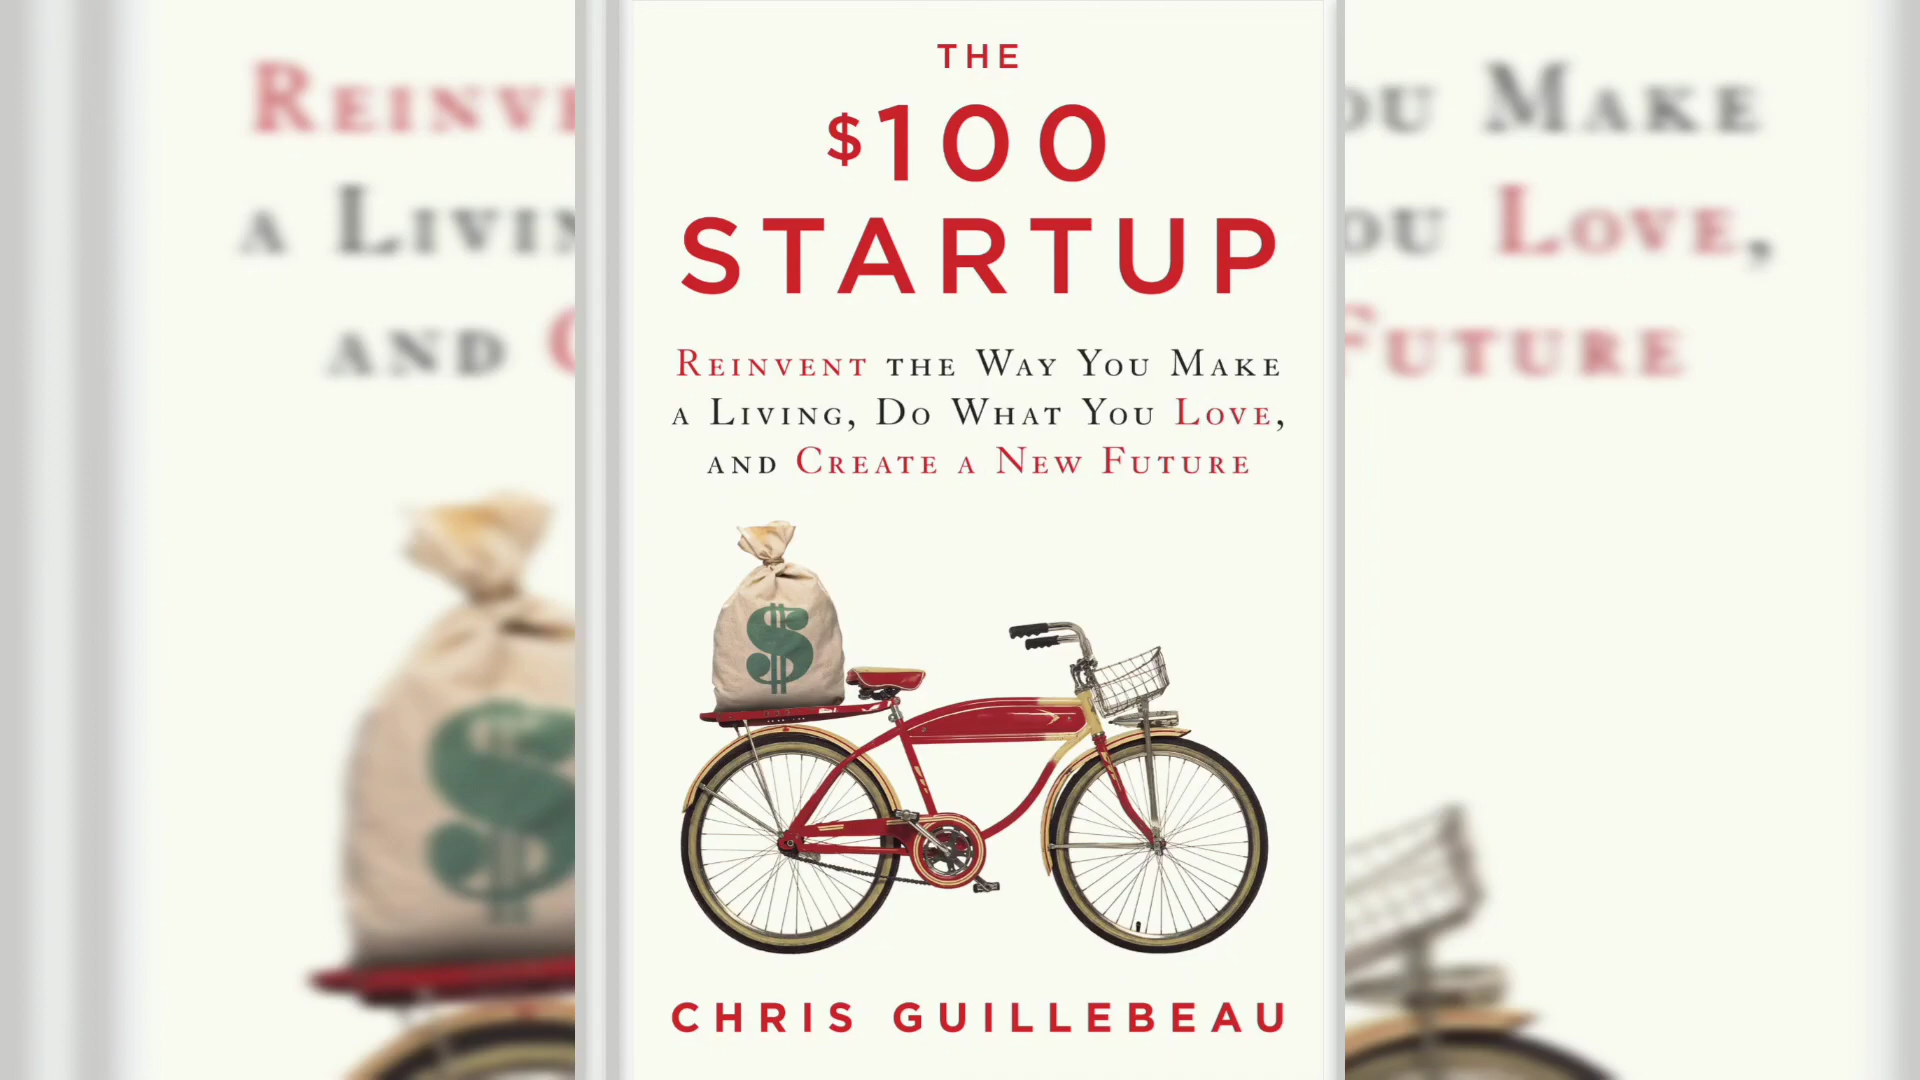 THE
$100
STARTUP
REINVENT THE WAY YOU MAKE
A LIVING, DO WHAT YOU LOVE,
AND CREATE A NEW FUTURE
$
CHRIS GUILLEBEAU